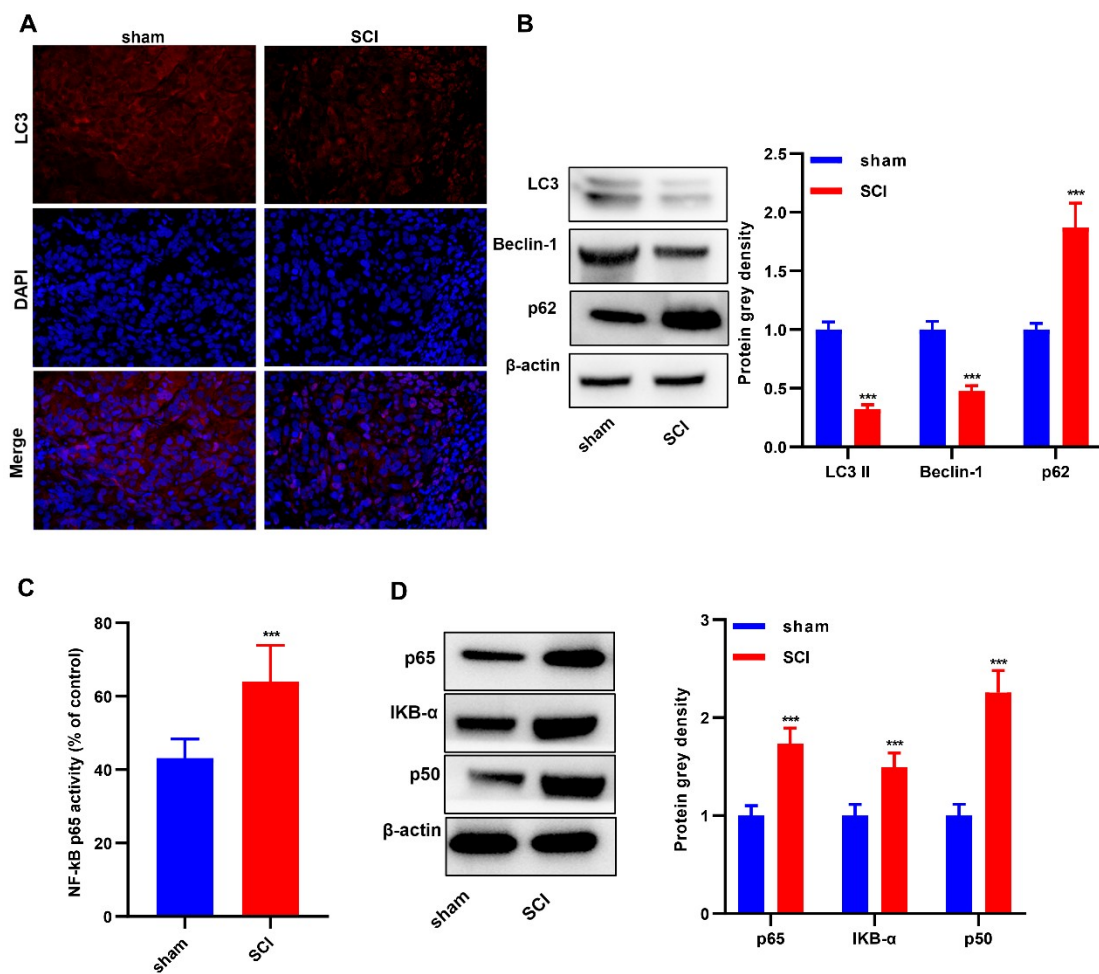 A
sham
SCI
LC3
DAPI
Merge
B
LC3
Beclin-1
p62
β-actin
sham
SCI
Protein grey density
2.5
2.0
1.5
1.0
0.5
0.0
sham
SCI
***
***
***
LC3 II
Beclin-1
p62
C
NF-kB p65 activity (% of control)
80
60
40
20
0
***
sham
SCI
D
p65
IKB-α
p50
β-actin
sham
SCI
Protein grey density
3
2
1
0
sham
SCI
***
***
***
p65
IKB-α
p50